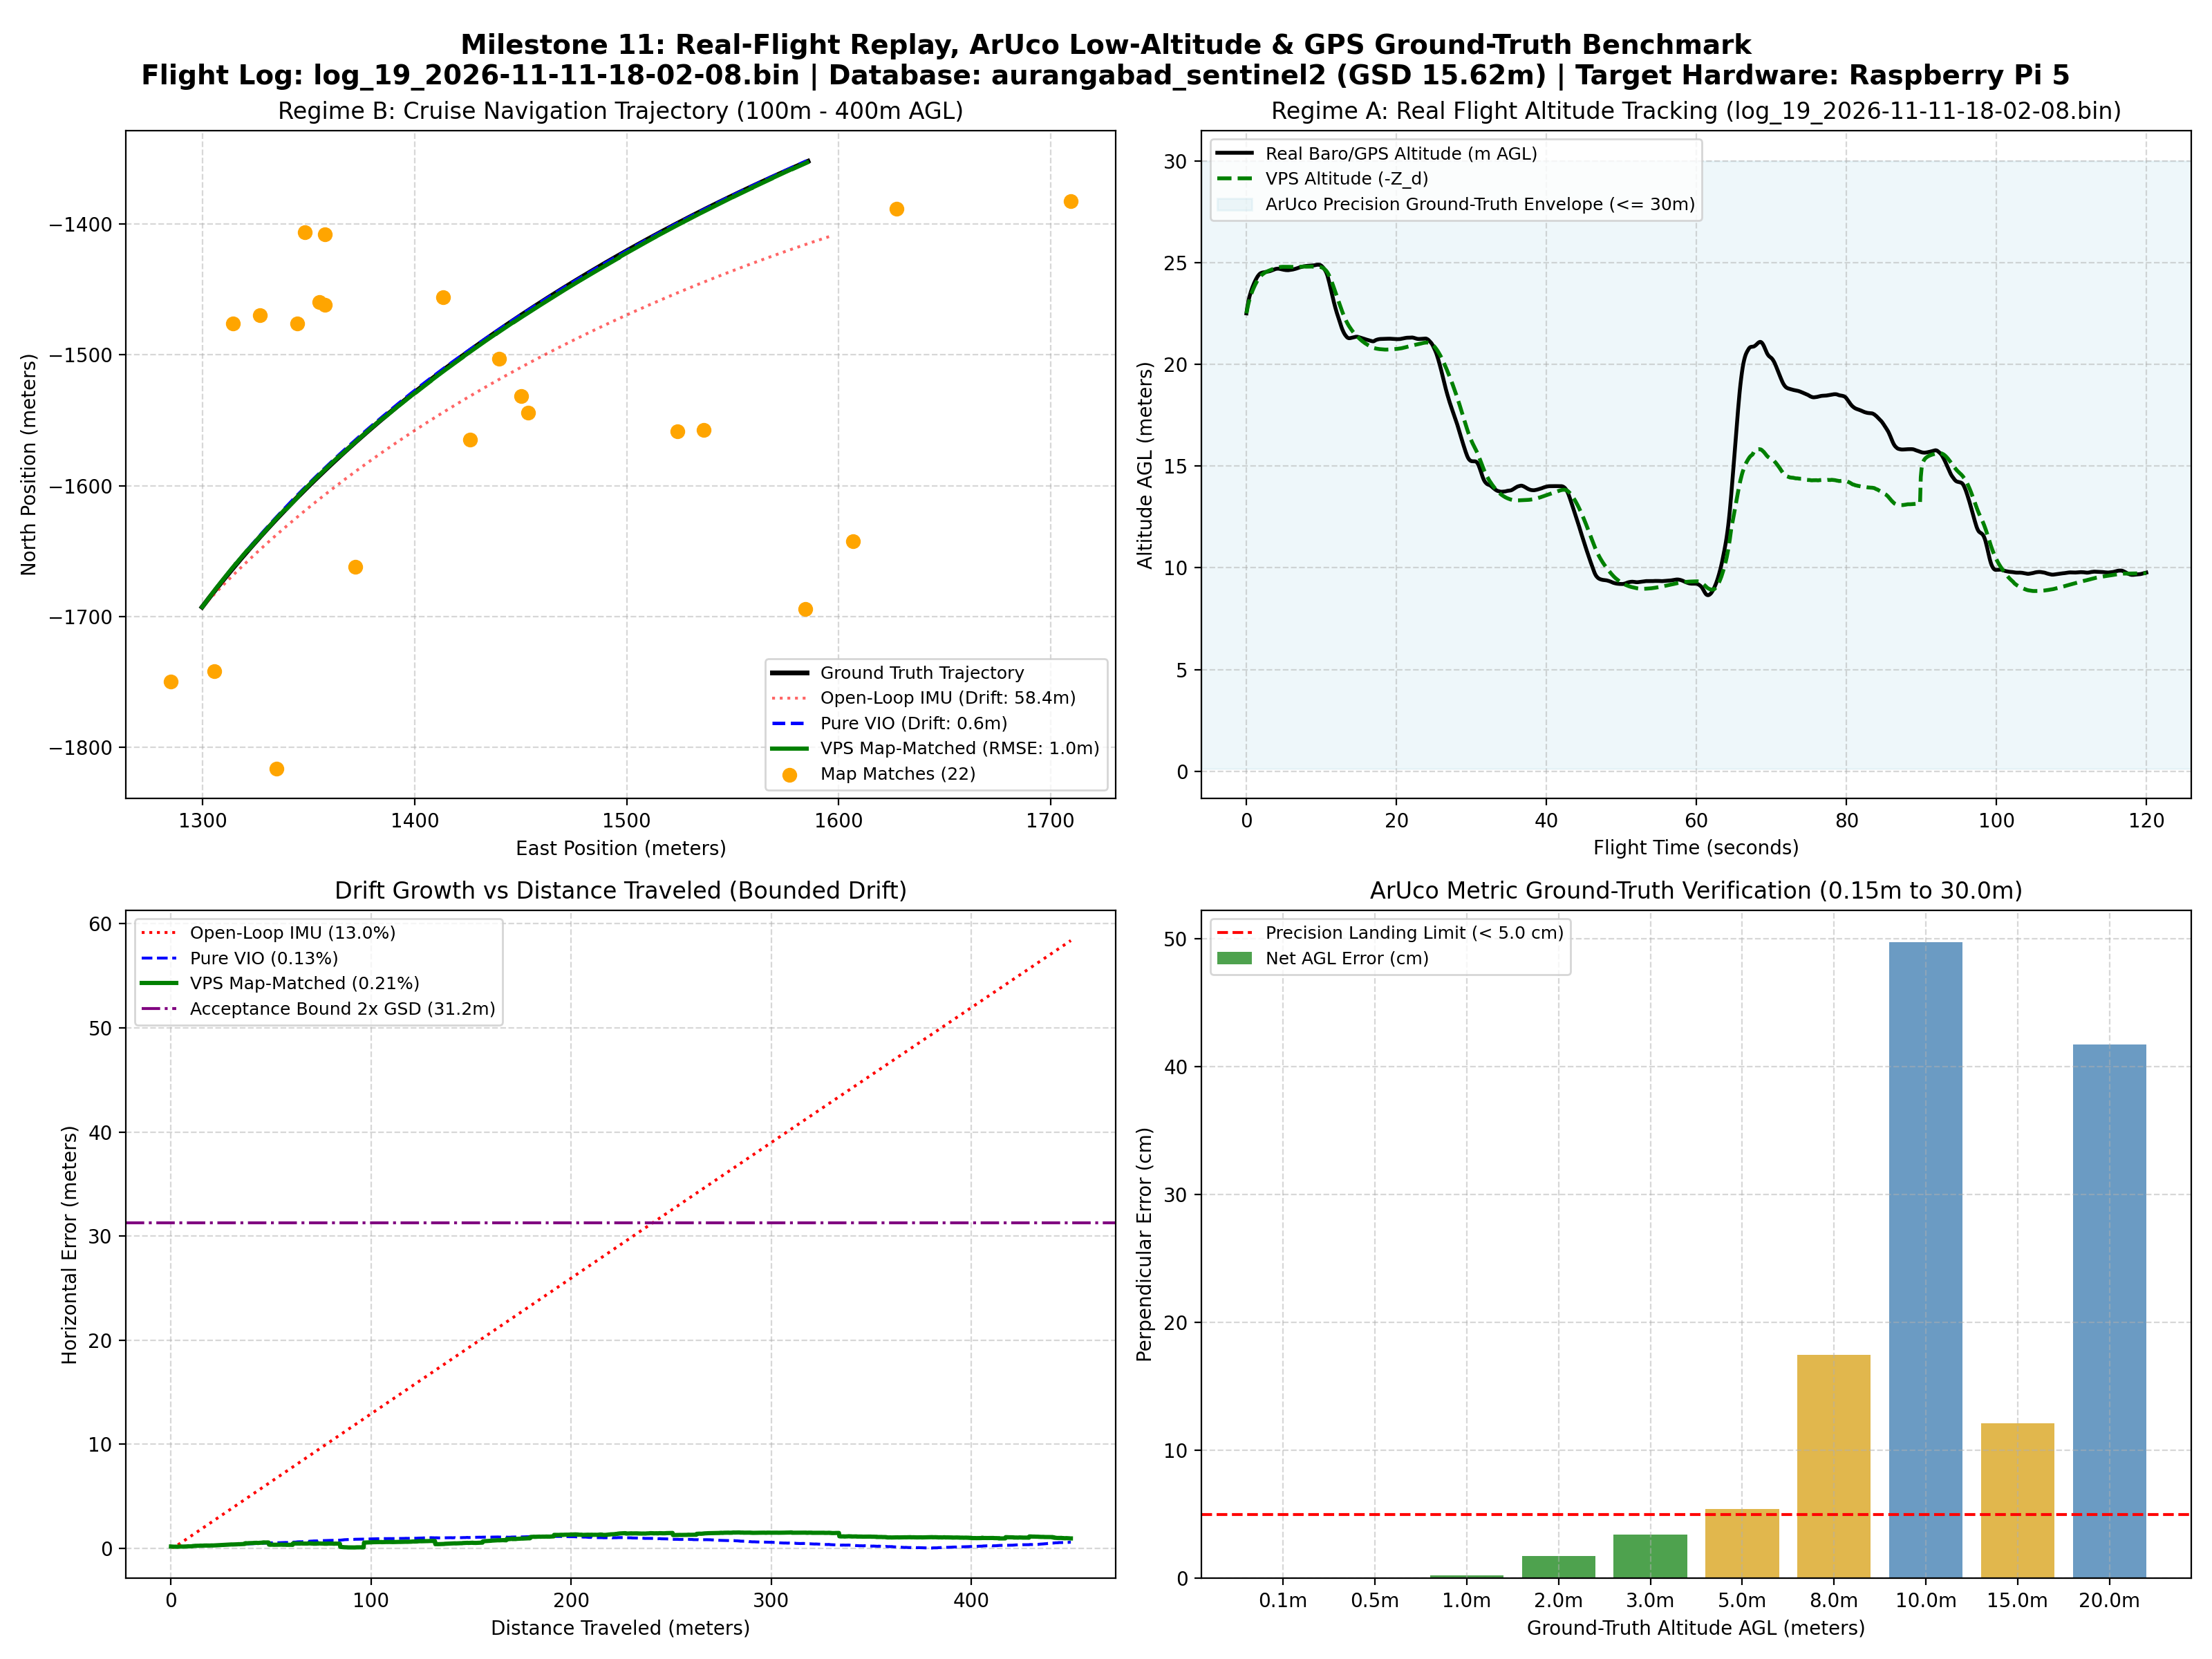 Milestone 11: Real-Flight Replay, ArUco Low-Altitude & GPS Ground-Truth Benchmark
Flight Log: log_19_2026-11-11-18-02-08.bin | Database: aurangabad_sentinel2 (GSD 15.62m) | Target Hardware: Raspberry Pi 5
Regime B: Cruise Navigation Trajectory (100m - 400m AGL)
North Position (meters)
−1400
−1500
−1600
−1700
−1800
Ground Truth Trajectory
Open-Loop IMU (Drift: 58.4m)
Pure VIO (Drift: 0.6m)
VPS Map-Matched (RMSE: 1.0m)
Map Matches (22)
1300 1400 1500 1600 1700
East Position (meters)
Regime A: Real Flight Altitude Tracking (log_19_2026-11-11-18-02-08.bin)
Real Baro/GPS Altitude (m AGL)
VPS Altitude (-Z_d)
ArUco Precision Ground-Truth Envelope (<= 30m)
Altitude AGL (meters)
30
25
20
15
10
5
0
0 20 40 60 80 100 120
Flight Time (seconds)
Drift Growth vs Distance Traveled (Bounded Drift)
Open-Loop IMU (13.0%)
Pure VIO (0.13%)
VPS Map-Matched (0.21%)
Acceptance Bound 2x GSD (31.2m)
Horizontal Error (meters)
60
50
40
30
20
10
0
0 100 200 300 400
Distance Traveled (meters)
ArUco Metric Ground-Truth Verification (0.15m to 30.0m)
Precision Landing Limit (< 5.0 cm)
Net AGL Error (cm)
Perpendicular Error (cm)
50
40
30
20
10
0
0.1m 0.5m 1.0m 2.0m 3.0m 5.0m 8.0m 10.0m 15.0m 20.0m
Ground-Truth Altitude AGL (meters)